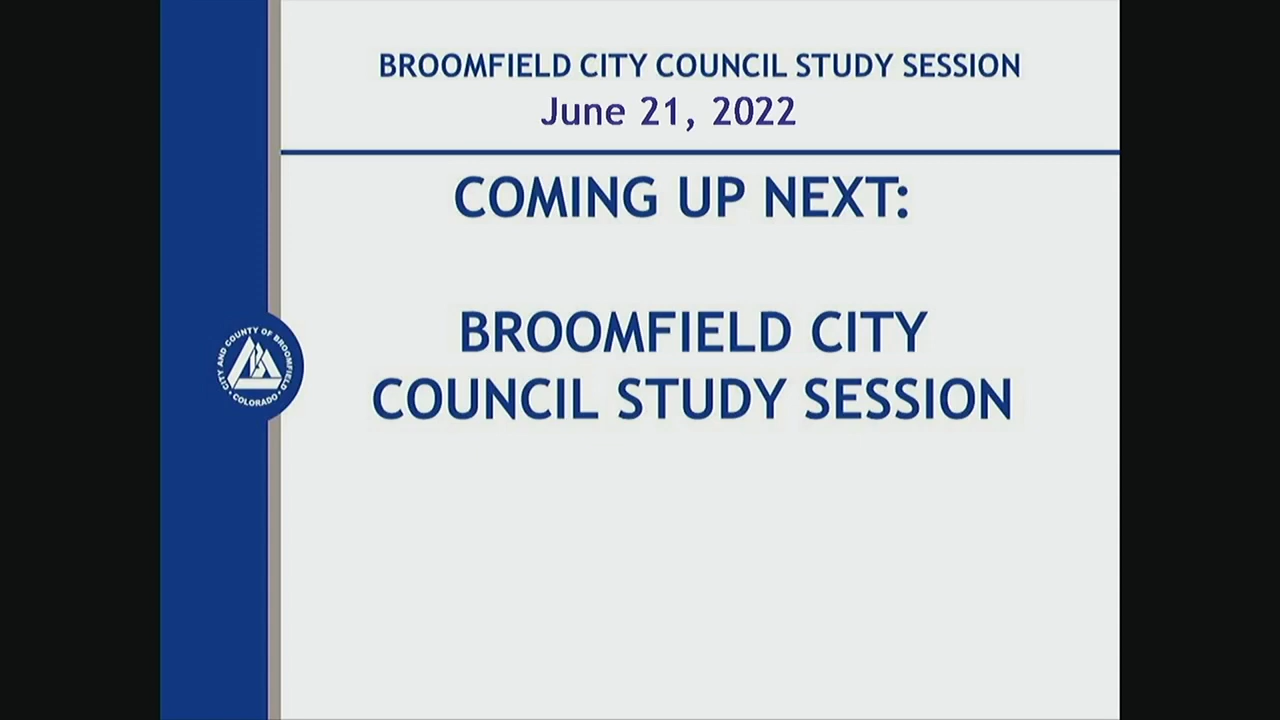 BROOMFIELD CITY COUNCIL STUDY SESSION
June 21, 2022
COMING UP NEXT:
BROOMFIELD CITY
COUNCIL STUDY SESSION
CITY AND COUNTY OF BROOMFIELD
• COLORADO •